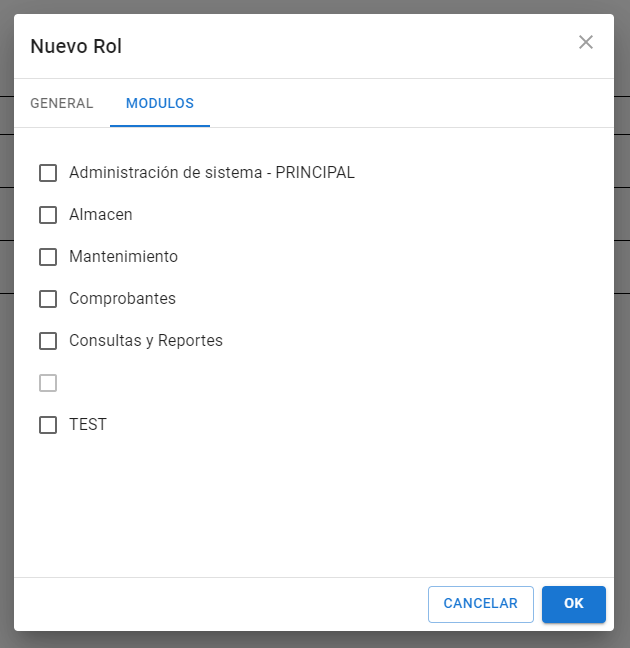 Nuevo Rol
GENERAL MODULOS
Administración de sistema - PRINCIPAL
Almacen
Mantenimiento
Comprobantes
Consultas y Reportes
TEST
CANCELAR OK